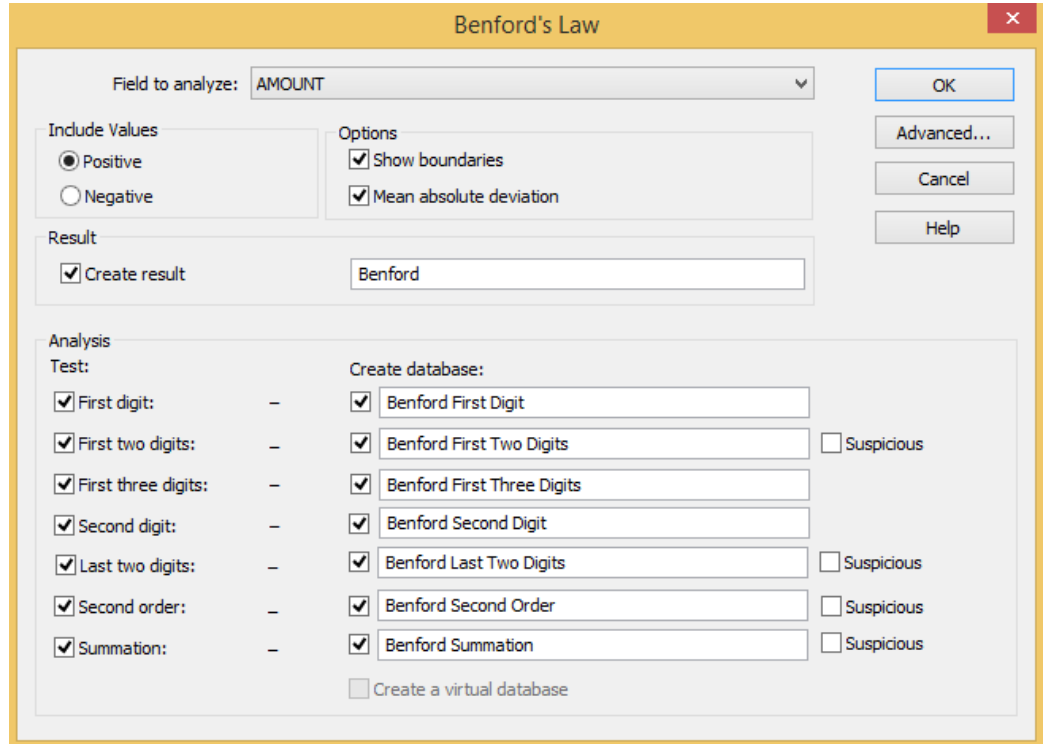 Benford's Law
Field to analyze: AMOUNT
OK
Include Values
Positive
Negative
Options
Show boundaries
Mean absolute deviation
Advanced...
Cancel
Help
Result
Create result Benford
Analysis
Test: Create database:
First digit: – Benford First Digit
First two digits: – Benford First Two Digits Suspicious
First three digits: – Benford First Three Digits
Second digit: – Benford Second Digit
Last two digits: – Benford Last Two Digits Suspicious
Second order: – Benford Second Order Suspicious
Summation: – Benford Summation Suspicious
Create a virtual database